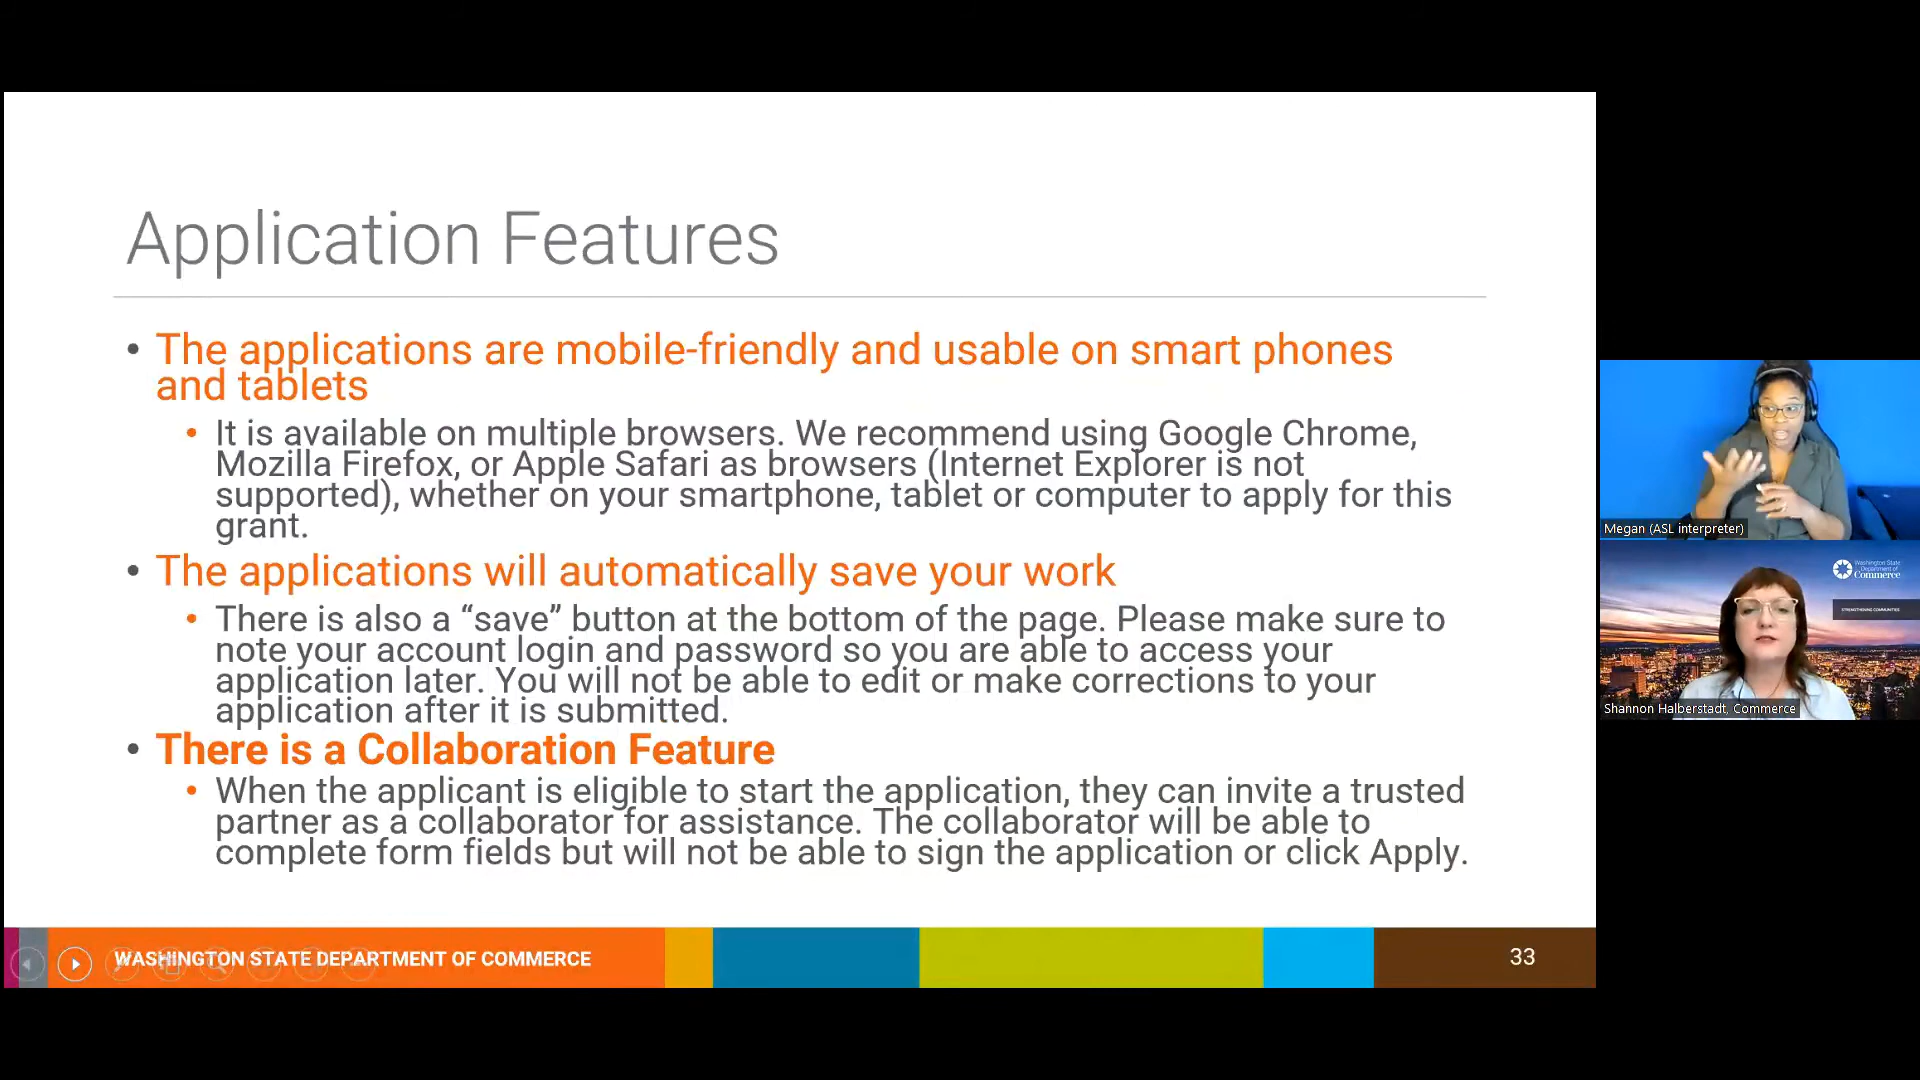 Application Features
• The applications are mobile-friendly and usable on smart phones
and tablets
• It is available on multiple browsers. We recommend using Google Chrome,
Mozilla Firefox, or Apple Safari as browsers (Internet Explorer is not
supported), whether on your smartphone, tablet or computer to apply for this
grant.
• The applications will automatically save your work
• There is also a “save” button at the bottom of the page. Please make sure to
note your account login and password so you are able to access your
application later. You will not be able to edit or make corrections to your
application after it is submitted.
• There is a Collaboration Feature
• When the applicant is eligible to start the application, they can invite a trusted
partner as a collaborator for assistance. The collaborator will be able to
complete form fields but will not be able to sign the application or click Apply.
WASHINGTON STATE DEPARTMENT OF COMMERCE
33
Megan (ASL interpreter)
Washington State
Department of
Commerce
STRENGTHENING COMMUNITIES
Shannon Halberstadt, Commerce